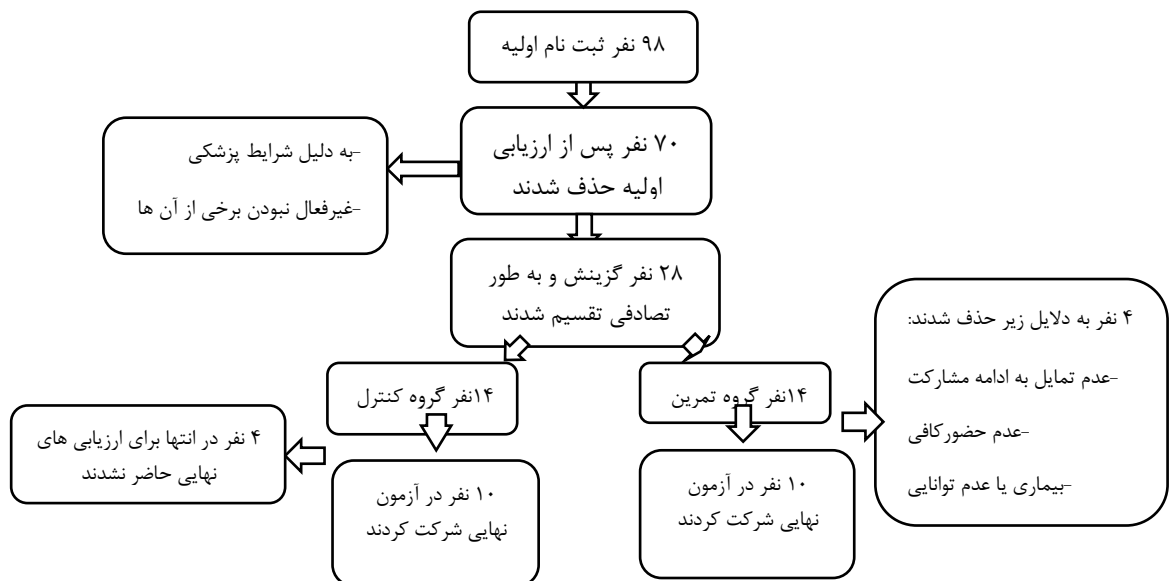 ۹۸ نفر ثبت نام اولیه
۷۰ نفر پس از ارزیابی
اولیه حذف شدند
-به دلیل شرایط پزشکی
-غیرفعال نبودن برخی از آن ها
۲۸ نفر گزینش و به طور
تصادفی تقسیم شدند
۱۴نفر گروه تمرین
۱۴نفر گروه کنترل
۴ نفر به دلایل زیر حذف شدند:
-عدم تمایل به ادامه مشارکت
-عدم حضورکافی
-بیماری یا عدم توانایی
۴ نفر در انتها برای ارزیابی های
نهایی حاضر نشدند
۱۰ نفر در آزمون
نهایی شرکت کردند
۱۰ نفر در آزمون
نهایی شرکت کردند